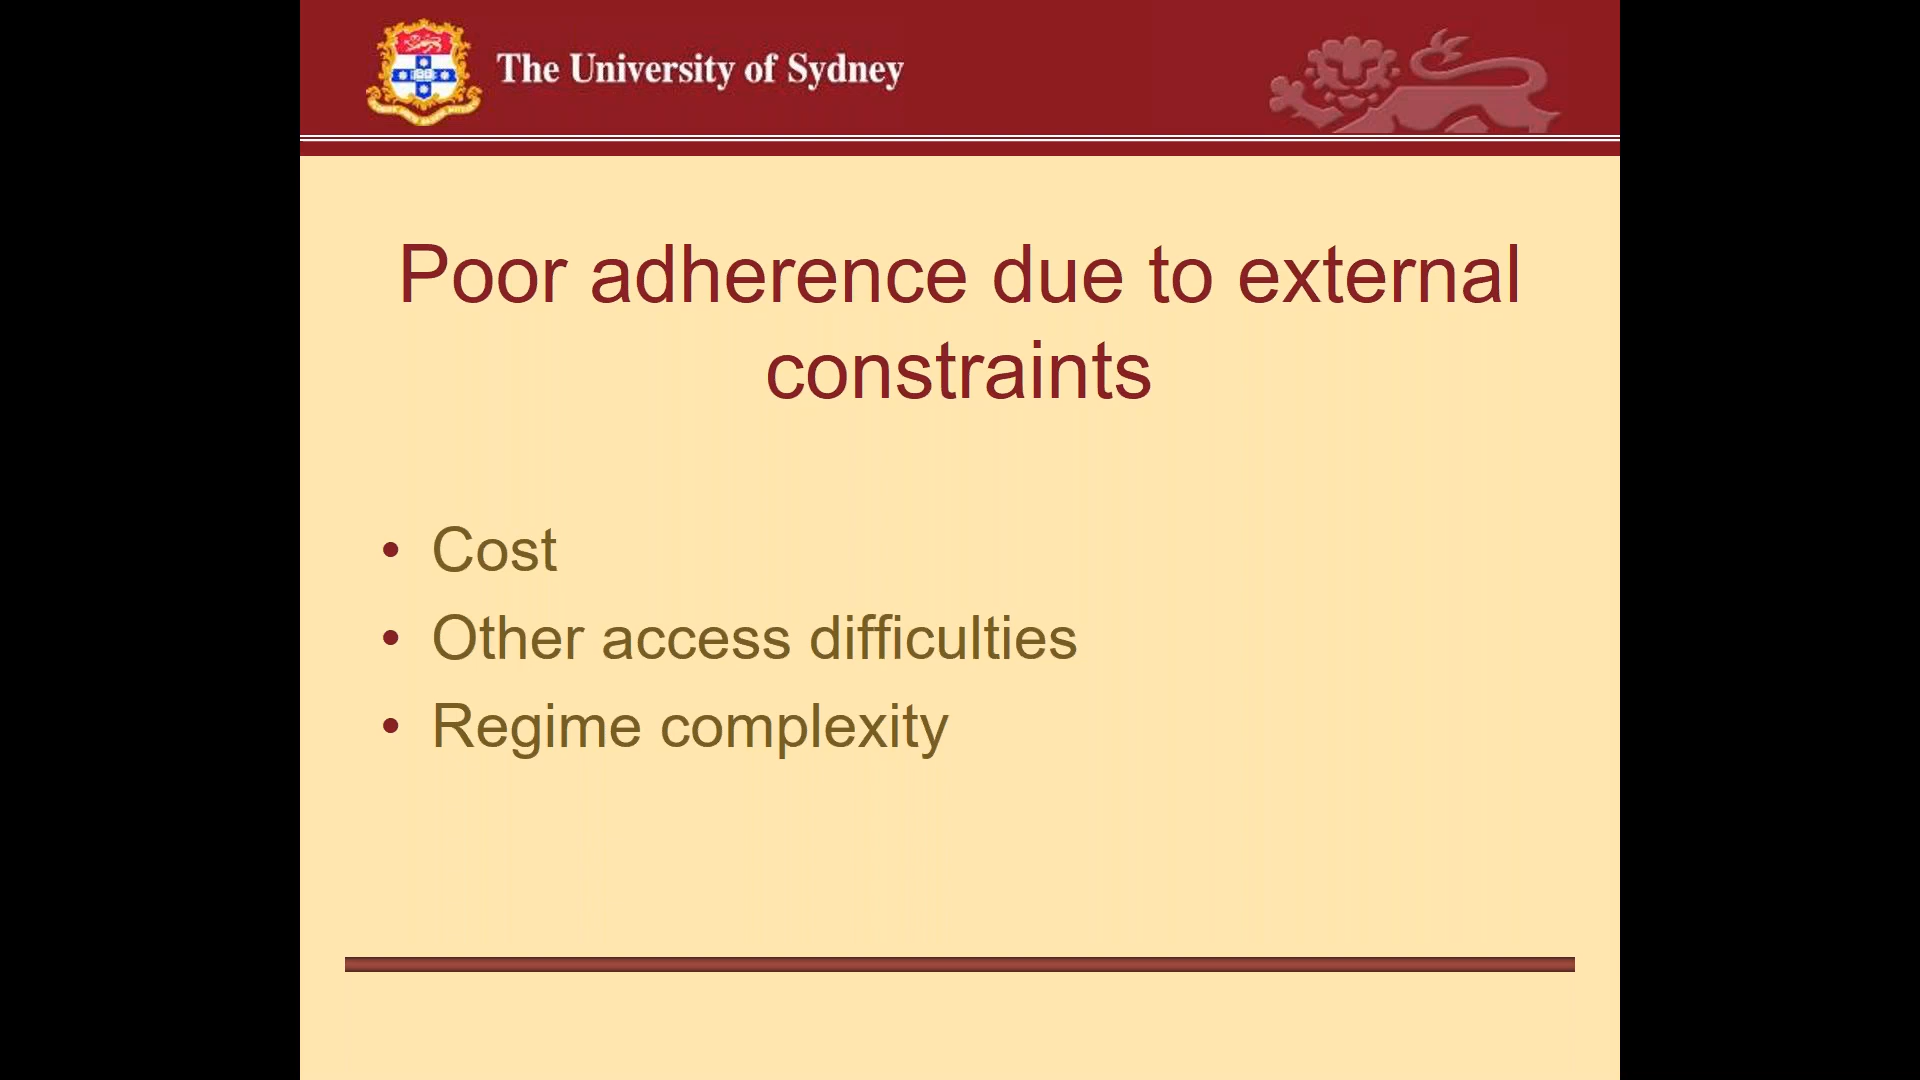 The University of Sydney
Poor adherence due to external
constraints
• Cost
• Other access difficulties
• Regime complexity